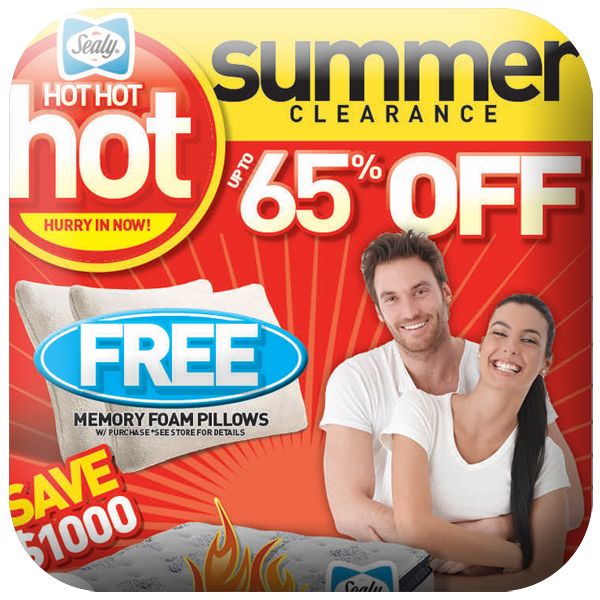 Sealy
HOT HOT
hot
HURRY IN NOW!
summer
CLEARANCE
UP TO
65% OFF
FREE
MEMORY FOAM PILLOWS
W/ PURCHASE *SEE STORE FOR DETAILS
SAVE
$1000
Sealy